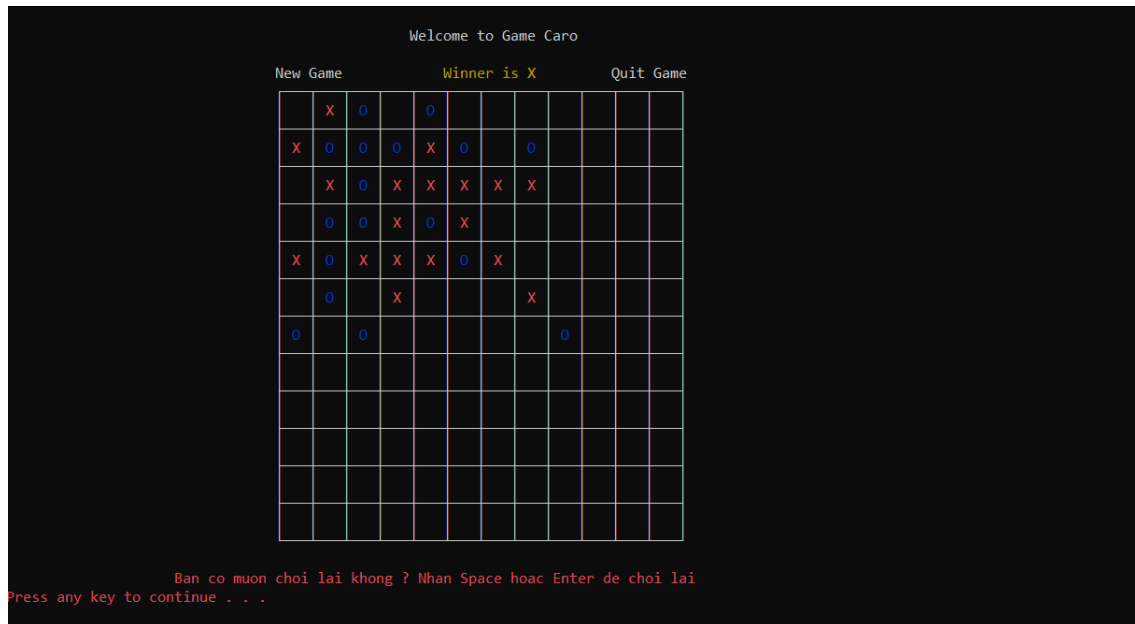 Welcome to Game Caro
New Game Winner is X Quit Game
X O O
X O O O X O O
X O X X X X X
O O X O X
X O X X X O X
O X X
O O O
Ban co muon choi lai khong ? Nhan Space hoac Enter de choi lai
Press any key to continue . . .